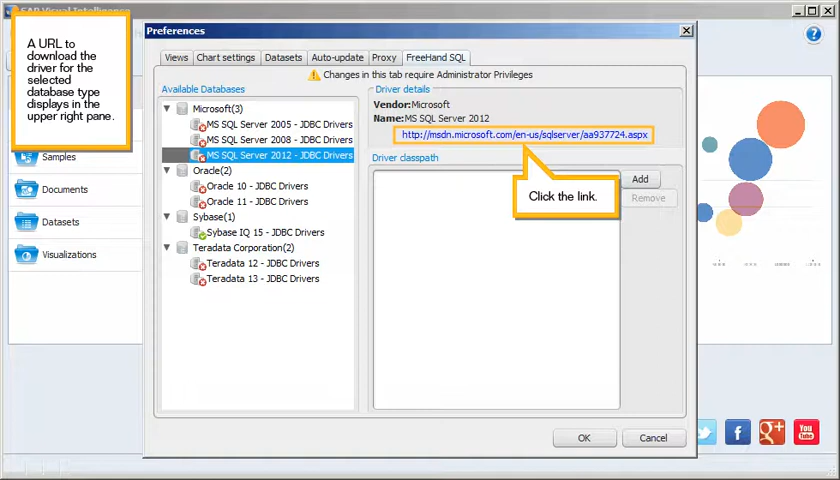 SAP Visual Intelligence
A URL to
download the
driver for the
selected
database type
displays in the
upper right pane.
Samples
Documents
Datasets
Visualizations
Preferences
Views
Chart settings
Datasets
Auto-update
Proxy
FreeHand SQL
Changes in this tab require Administrator Privileges
Available Databases
Microsoft(3)
MS SQL Server 2005 - JDBC Drivers
MS SQL Server 2008 - JDBC Drivers
MS SQL Server 2012 - JDBC Drivers
Oracle(2)
Oracle 10 - JDBC Drivers
Oracle 11 - JDBC Drivers
Sybase(1)
Sybase IQ 15 - JDBC Drivers
Teradata Corporation(2)
Teradata 12 - JDBC Drivers
Teradata 13 - JDBC Drivers
Driver details
Vendor:Microsoft
Name:MS SQL Server 2012
http://msdn.microsoft.com/en-us/sqlserver/aa937724.aspx
Driver classpath
Click the link.
Add
Remove
OK
Cancel
You
Tube